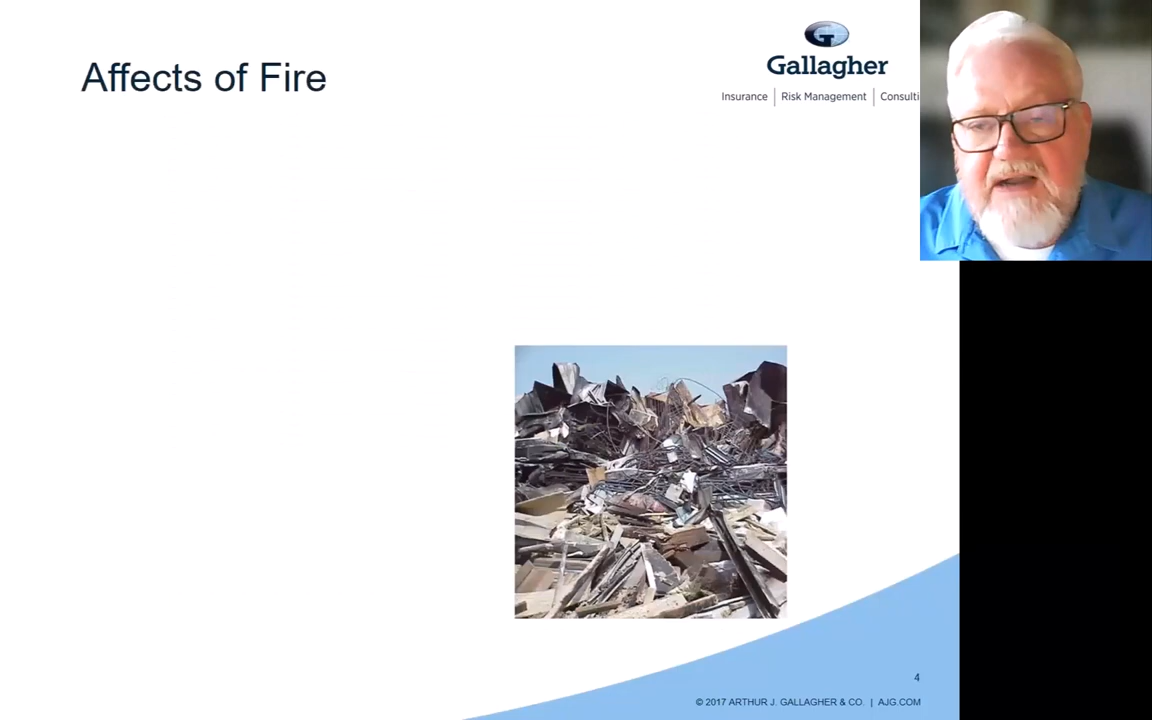 Affects of Fire
Gallagher
Insurance | Risk Management | Consulti
4
© 2017 ARTHUR J. GALLAGHER & CO. | AJG.COM